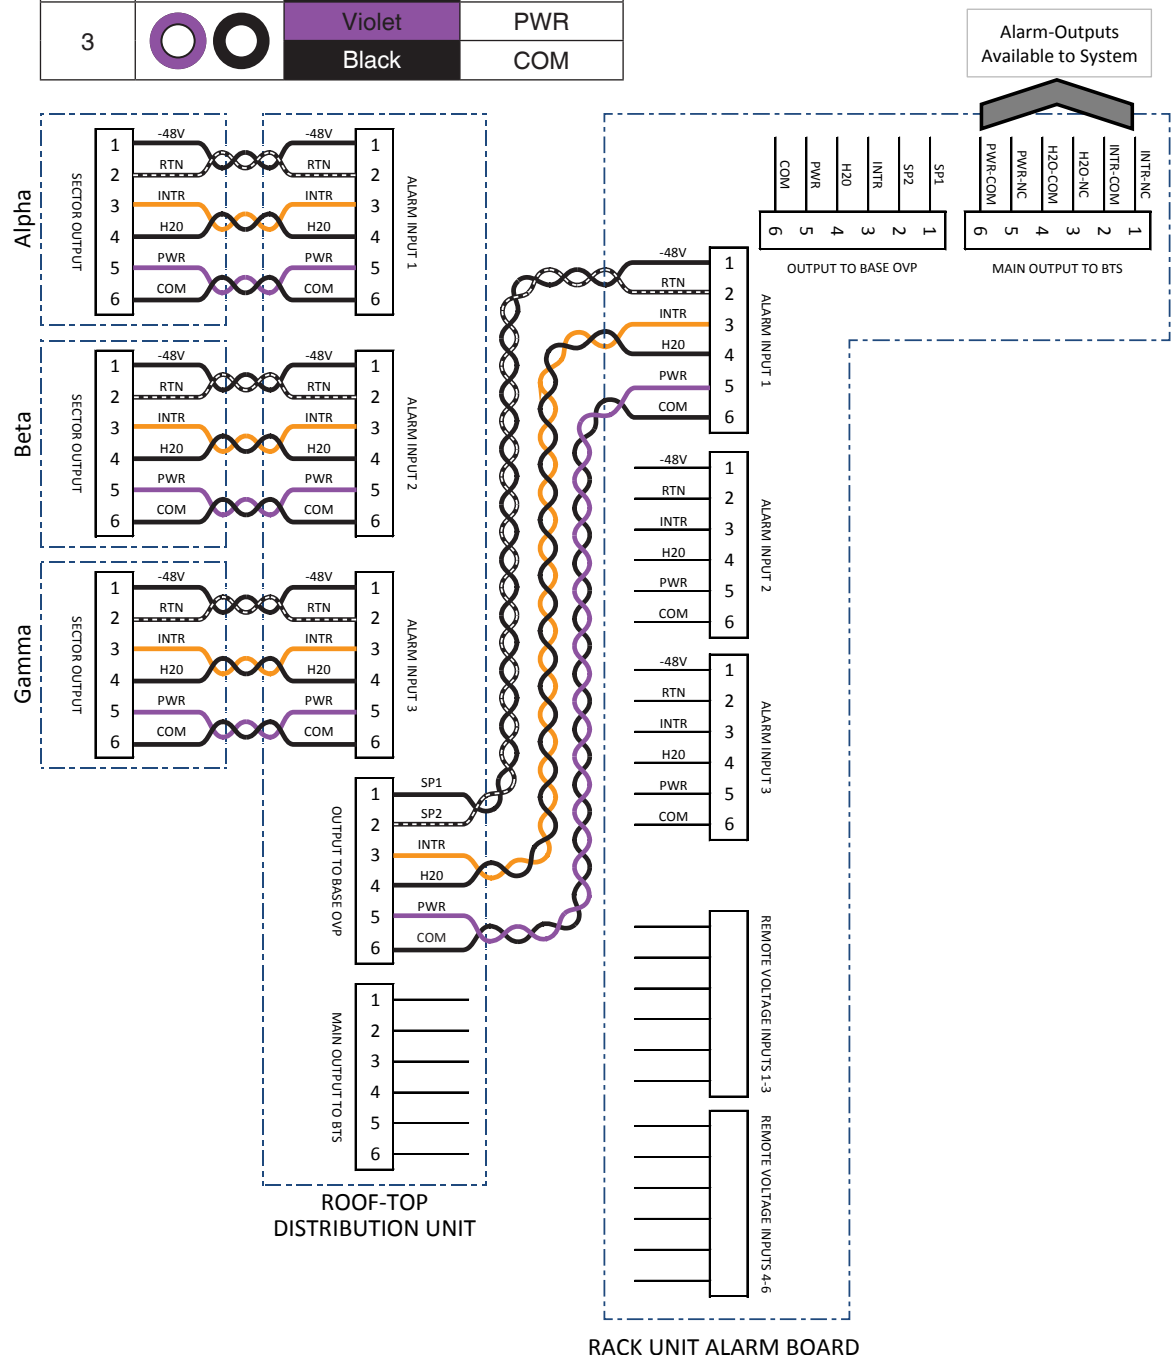 3
Violet
PWR
Black
COM
Alarm-Outputs
Available to System
Alpha
SECTOR OUTPUT
1
2
3
4
5
6
-48V
RTN
INTR
H20
PWR
COM
-48V
RTN
INTR
H20
PWR
COM
1
2
3
4
5
6
ALARM INPUT 1
Beta
SECTOR OUTPUT
1
2
3
4
5
6
-48V
RTN
INTR
H20
PWR
COM
-48V
RTN
INTR
H20
PWR
COM
1
2
3
4
5
6
ALARM INPUT 2
Gamma
SECTOR OUTPUT
1
2
3
4
5
6
-48V
RTN
INTR
H20
PWR
COM
-48V
RTN
INTR
H20
PWR
COM
1
2
3
4
5
6
ALARM INPUT 3
OUTPUT TO BASE OVP
1
2
3
4
5
6
SP1
SP2
INTR
H20
PWR
COM
MAIN OUTPUT TO BTS
1
2
3
4
5
6
ROOF-TOP
DISTRIBUTION UNIT
COM
PWR
H20
INTR
SP2
SP1
6
5
4
3
2
1
OUTPUT TO BASE OVP
PWR-COM
PWR-NC
H2O-COM
H2O-NC
INTR-COM
INTR-NC
6
5
4
3
2
1
MAIN OUTPUT TO BTS
-48V
RTN
INTR
H20
PWR
COM
1
2
3
4
5
6
ALARM INPUT 1
-48V
RTN
INTR
H20
PWR
COM
1
2
3
4
5
6
ALARM INPUT 2
-48V
RTN
INTR
H20
PWR
COM
1
2
3
4
5
6
ALARM INPUT 3
REMOTE VOLTAGE INPUTS 1-3
REMOTE VOLTAGE INPUTS 4-6
RACK UNIT ALARM BOARD